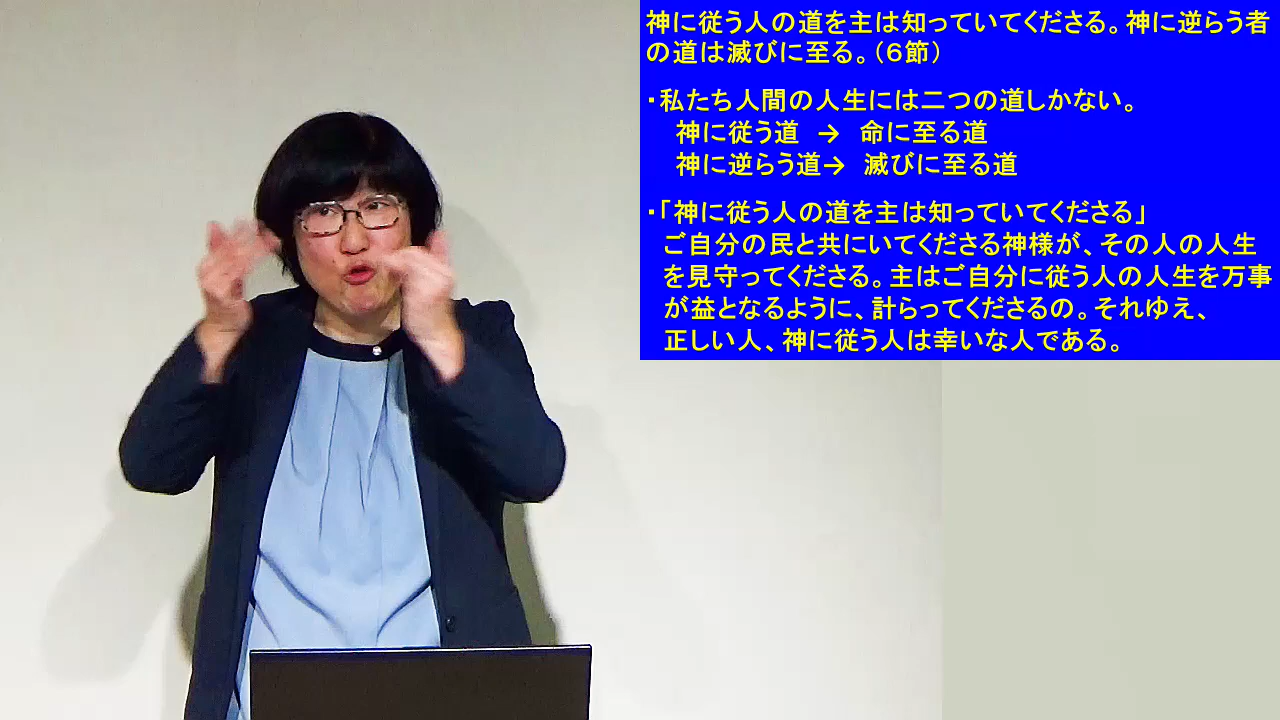 神に従う人の道を主は知っていてくださる。神に逆らう者
の道は滅びに至る。（６節）
・私たち人間の人生には二つの道しかない。
神に従う道　→　命に至る道
神に逆らう道→　滅びに至る道
・「神に従う人の道を主は知っていてくださる」
ご自分の民と共にいてくださる神様が、その人の人生
を見守ってくださる。主はご自分に従う人の人生を万事
が益となるように、計らってくださるの。それゆえ、
正しい人、神に従う人は幸いな人である。